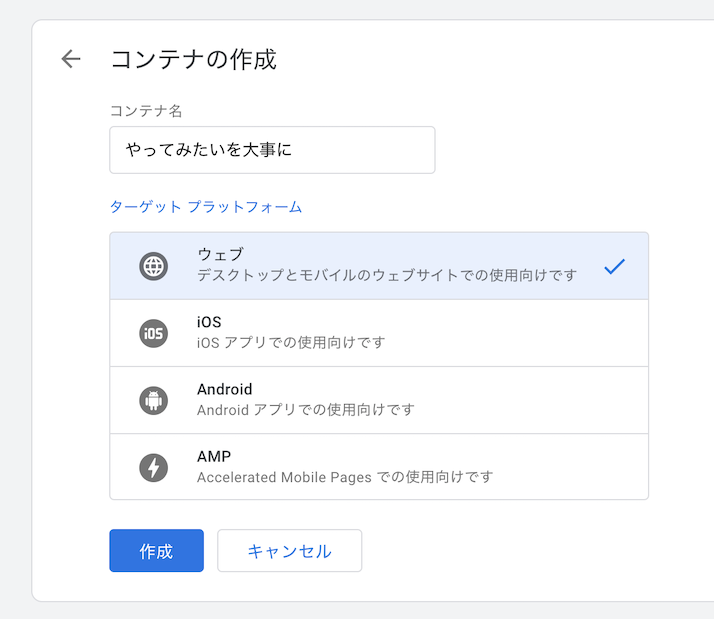 コンテナの作成
コンテナ名
やってみたいを大事に
ターゲット プラットフォーム
ウェブ
デスクトップとモバイルのウェブサイトでの使用向けです
iOS
iOS
iOS アプリでの使用向けです
Android
Android アプリでの使用向けです
AMP
Accelerated Mobile Pages での使用向けです
作成
キャンセル